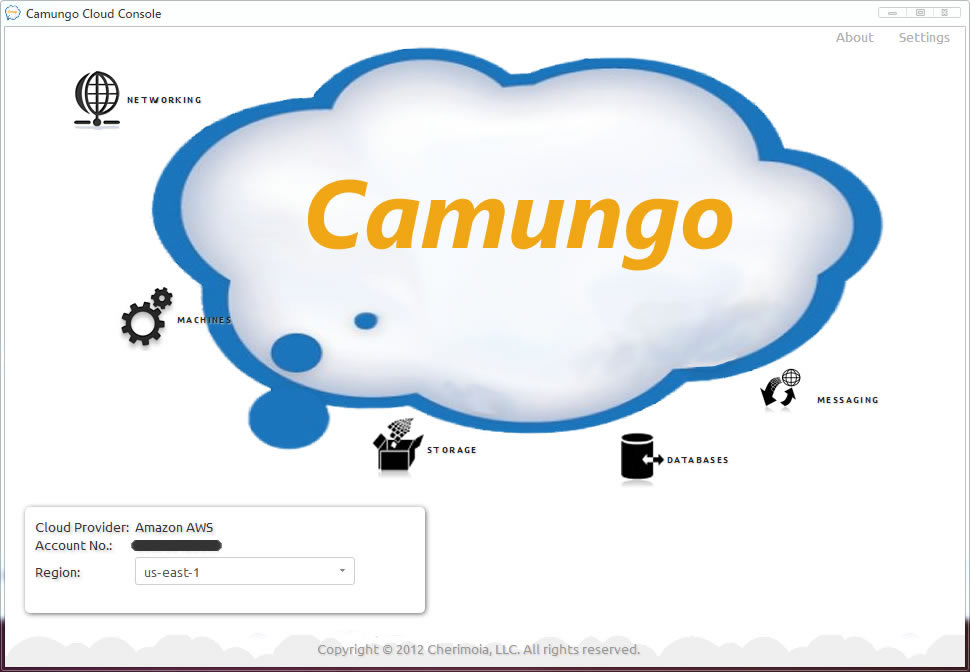 Camungo Cloud Console
About Settings
NETWORKING
Camungo
MACHINES
MESSAGING
STORAGE
DATABASES
Cloud Provider: Amazon AWS
Account No.:
Region: us-east-1
Copyright © 2012 Cherimoia, LLC. All rights reserved.